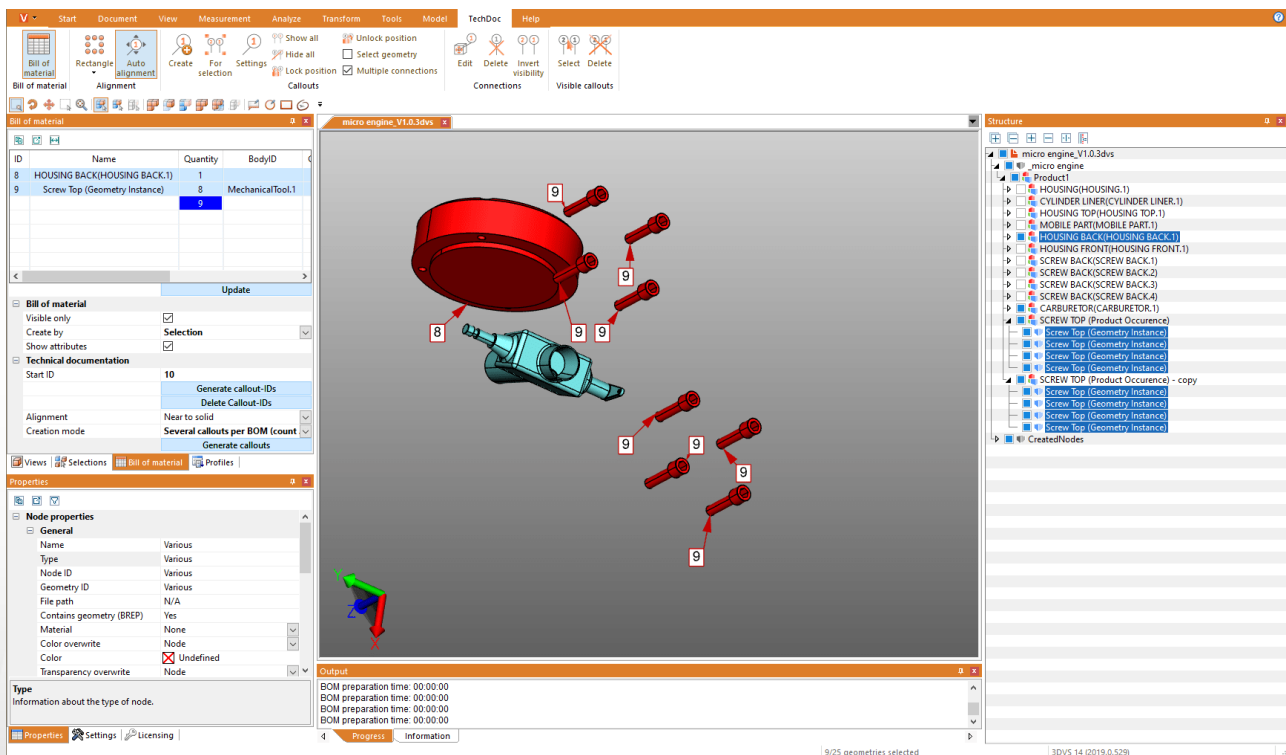 V Start Document View Measurement Analyze Transform Tools Model TechDoc Help
Bill of material
Rectangle
Auto alignment
Create
For selection
Settings
Show all
Hide all
Lock position
Unlock position
Select geometry
Multiple connections
Edit
Delete
Invert visibility
Select
Delete
Bill of material Alignment Callouts Connections Visible callouts
Bill of material
ID Name Quantity BodyID
8 HOUSING BACK(HOUSING BACK.1) 1
9 Screw Top (Geometry Instance) 8 MechanicalTool.1
9
Update
Bill of material
Visible only
Create by Selection
Show attributes
Technical documentation
Start ID 10
Generate callout-IDs
Delete Callout-IDs
Alignment Near to solid
Creation mode Several callouts per BOM (count
Generate callouts
Views Selections Bill of material Profiles
Properties
Node properties
General
Name Various
Type Various
Node ID Various
Geometry ID Various
File path N/A
Contains geometry (BREP) Yes
Material None
Color overwrite Node
Color Undefined
Transparency overwrite Node
Type
Information about the type of node.
Properties Settings Licensing
micro engine_V1.0.3dvs
9
9
9
8
9
9
9
9
9
9
Y
Z
X
Output
BOM preparation time: 00:00:00
BOM preparation time: 00:00:00
BOM preparation time: 00:00:00
BOM preparation time: 00:00:00
Progress Information
Structure
micro engine_V1.0.3dvs
_micro engine
Product1
HOUSING(HOUSING.1)
CYLINDER LINER(CYLINDER LINER.1)
HOUSING TOP(HOUSING TOP.1)
MOBILE PART(MOBILE PART.1)
HOUSING BACK(HOUSING BACK.1)
HOUSING FRONT(HOUSING FRONT.1)
SCREW BACK(SCREW BACK.1)
SCREW BACK(SCREW BACK.2)
SCREW BACK(SCREW BACK.3)
SCREW BACK(SCREW BACK.4)
CARBURETOR(CARBURETOR.1)
SCREW TOP (Product Occurence)
Screw Top (Geometry Instance)
Screw Top (Geometry Instance)
Screw Top (Geometry Instance)
Screw Top (Geometry Instance)
SCREW TOP (Product Occurence) - copy
Screw Top (Geometry Instance)
Screw Top (Geometry Instance)
Screw Top (Geometry Instance)
Screw Top (Geometry Instance)
CreatedNodes
9/25 geometries selected
3DVS 14 (2019.0.529)